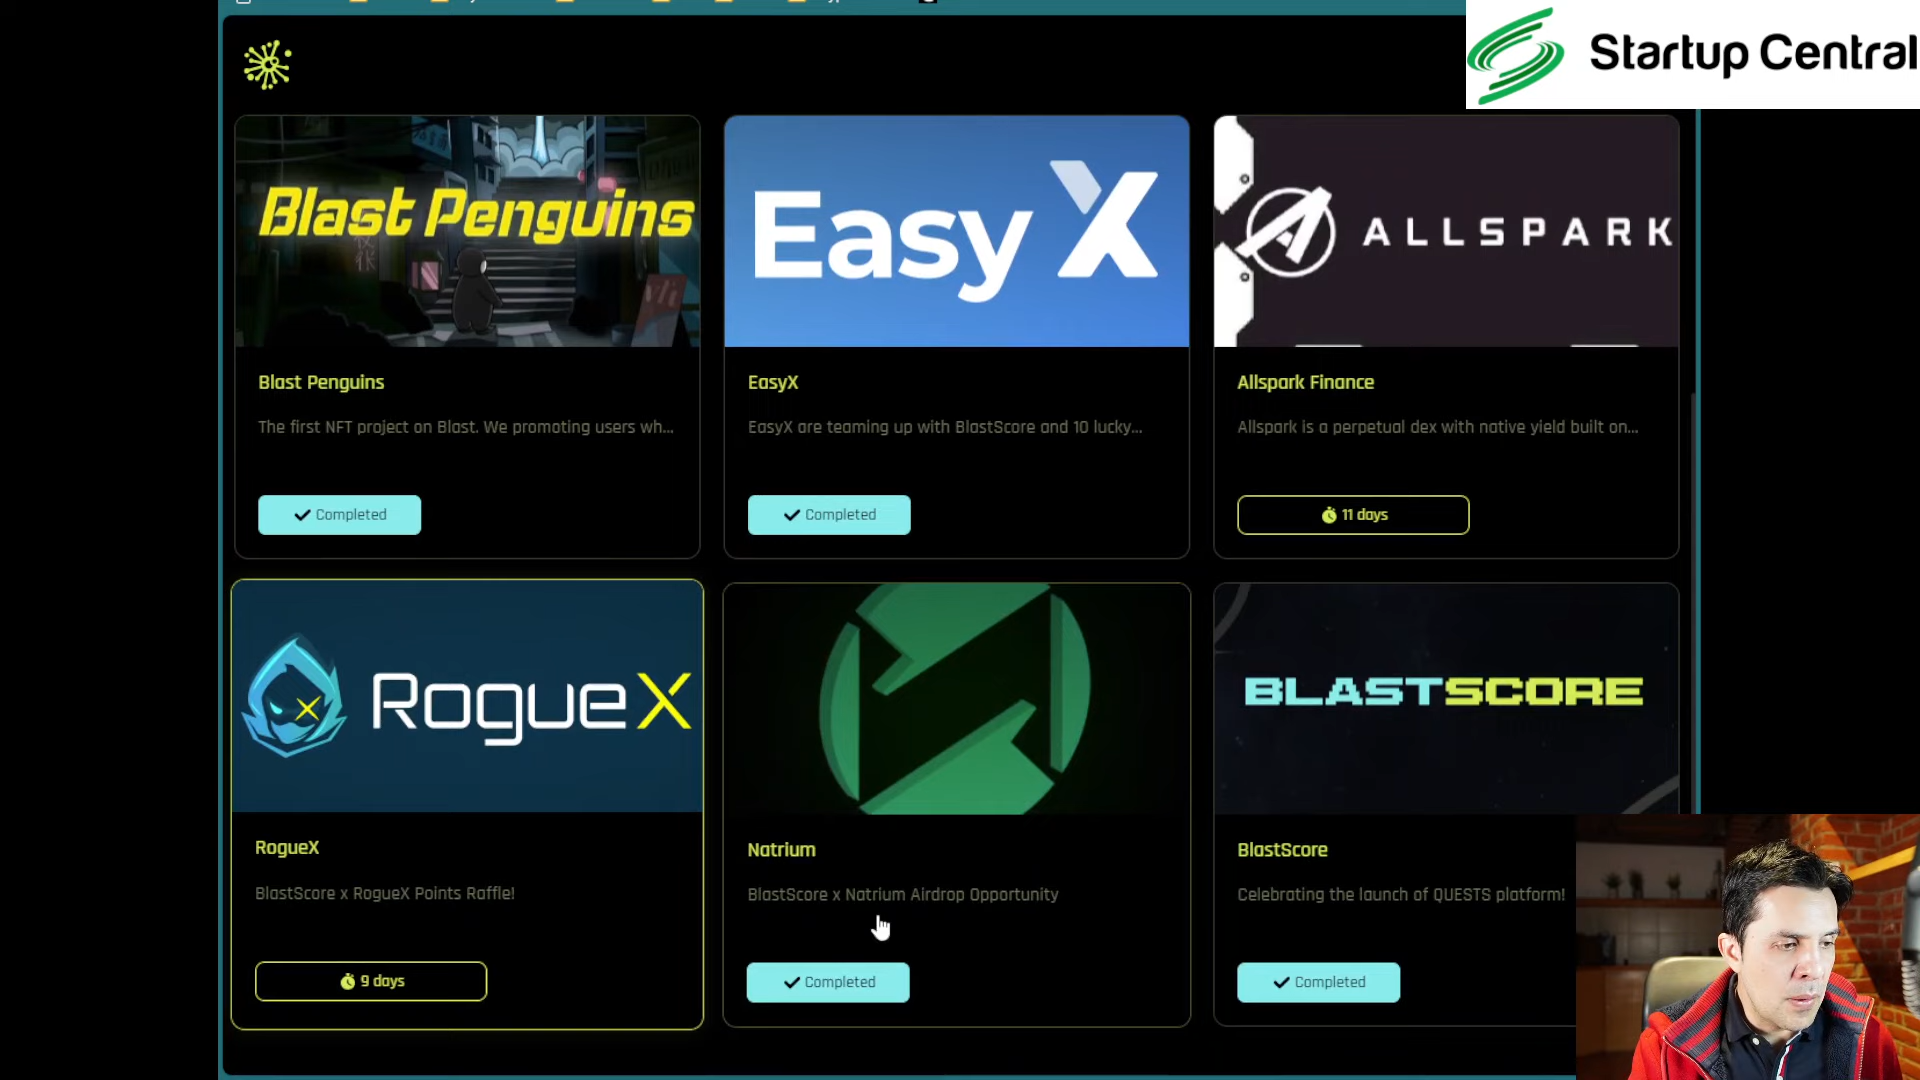 Startup Central
Blast Penguins
Easy X
ALLSPARK
Blast Penguins
The first NFT project on Blast. We promoting users wh...
Completed
EasyX
EasyX are teaming up with BlastScore and 10 lucky...
Completed
Allspark Finance
Allspark is a perpetual dex with native yield built on...
11 days
RogueX
BLASTSCORE
RogueX
BlastScore x RogueX Points Raffle!
9 days
Natrium
BlastScore x Natrium Airdrop Opportunity
Completed
BlastScore
Celebrating the launch of QUESTS platform!
Completed